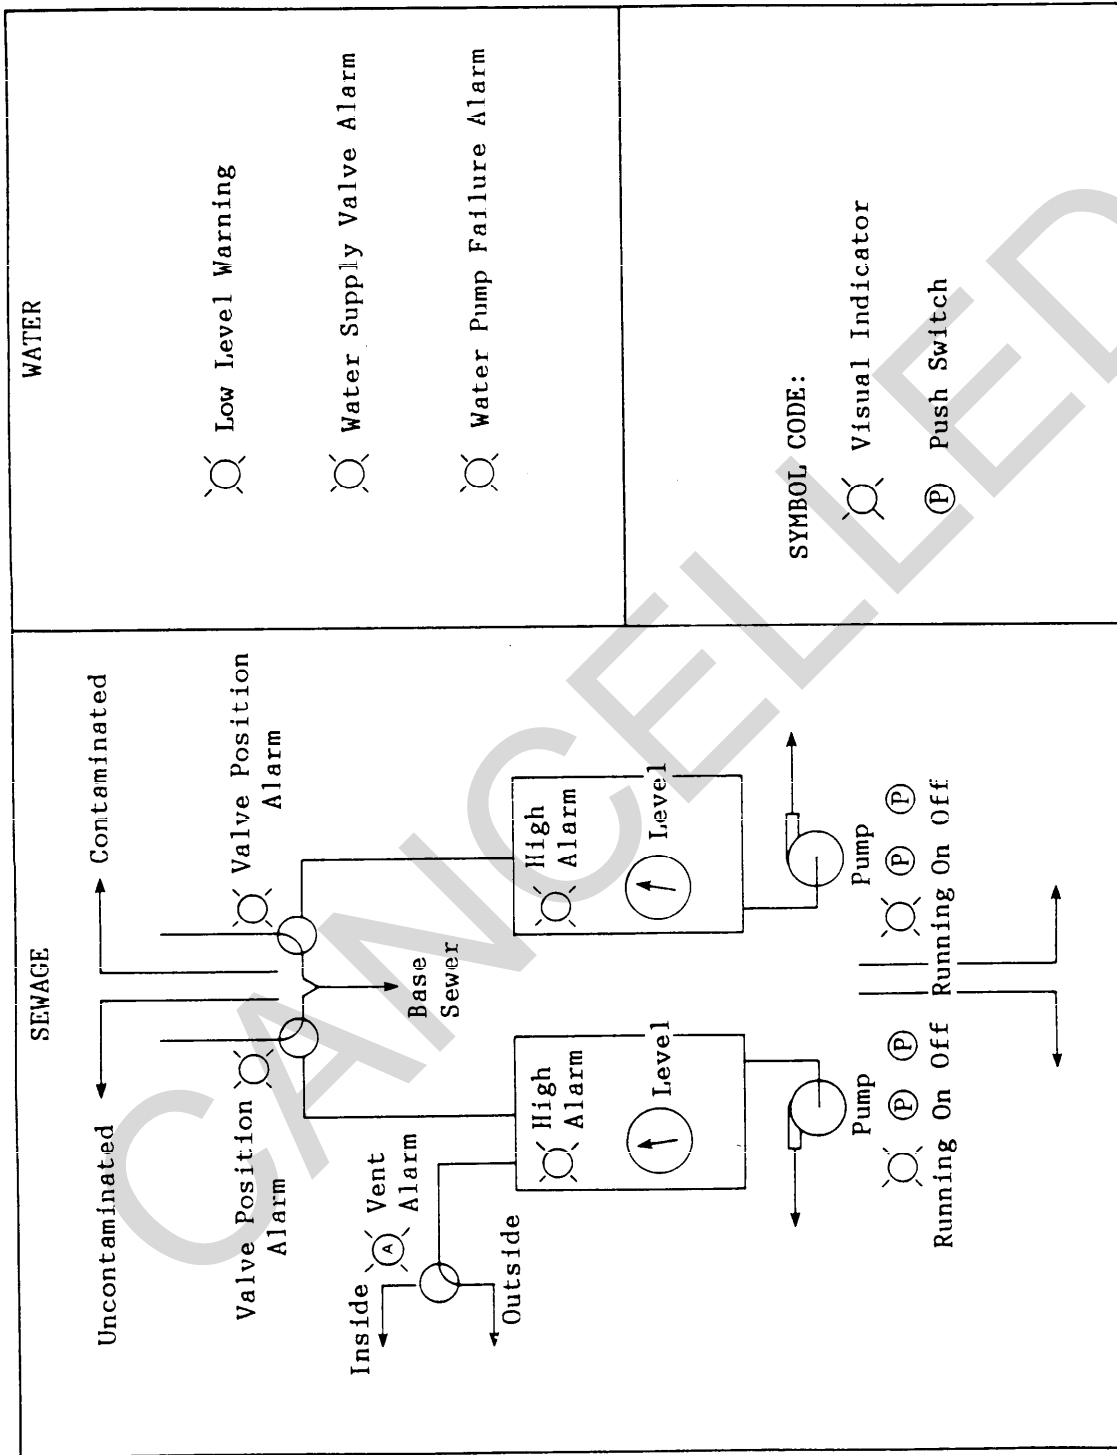 SEWAGE
Uncontaminated
Contaminated
Valve Position
Alarm
Valve Position
Alarm
Inside
Vent
Alarm
A
Outside
Base
Sewer
High
Alarm
Level
High
Alarm
Level
Pump
P P
Running On Off
Pump
P P
Running On Off
WATER
Low Level Warning
Water Supply Valve Alarm
Water Pump Failure Alarm
SYMBOL CODE:
Visual Indicator
P Push Switch
CANCELLED